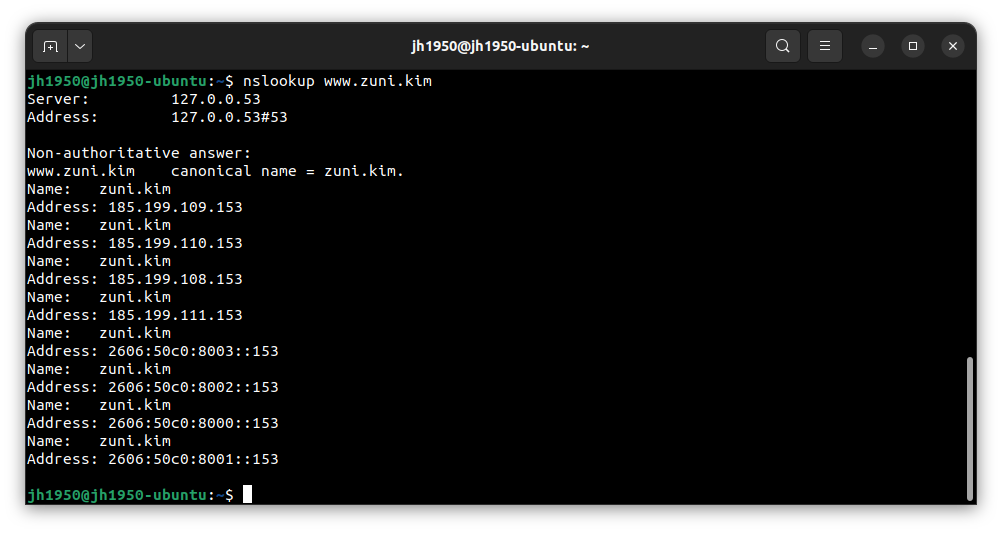 jh1950@jh1950-ubuntu: ~
jh1950@jh1950-ubuntu:~$ nslookup www.zuni.kim
Server:         127.0.0.53
Address:        127.0.0.53#53

Non-authoritative answer:
www.zuni.kim    canonical name = zuni.kim.
Name:   zuni.kim
Address: 185.199.109.153
Name:   zuni.kim
Address: 185.199.110.153
Name:   zuni.kim
Address: 185.199.108.153
Name:   zuni.kim
Address: 185.199.111.153
Name:   zuni.kim
Address: 2606:50c0:8003::153
Name:   zuni.kim
Address: 2606:50c0:8002::153
Name:   zuni.kim
Address: 2606:50c0:8000::153
Name:   zuni.kim
Address: 2606:50c0:8001::153

jh1950@jh1950-ubuntu:~$